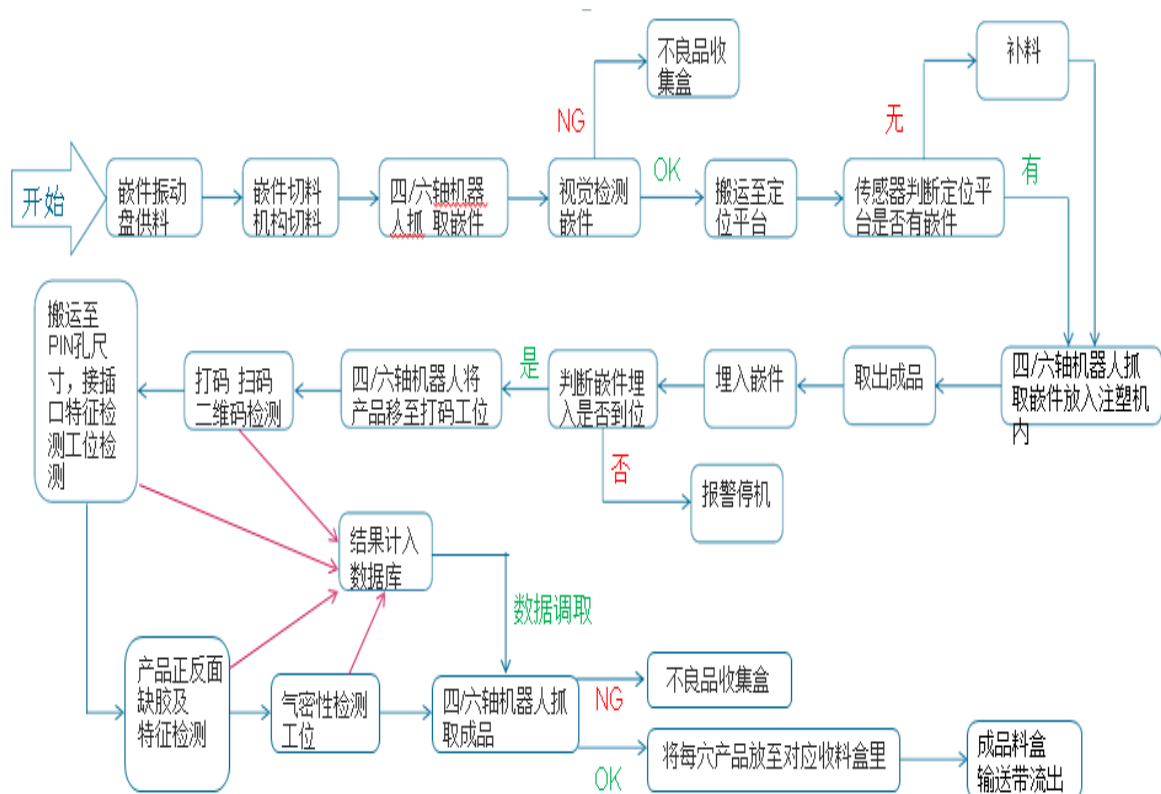 开始
嵌件振动
盘供料
嵌件切料
机构切料
四/六轴机器
人抓 取嵌件
视觉检测
嵌件
NG
不良品收
集盒
OK
搬运至定
位平台
传感器判断定位平
台是否有嵌件
无
补料
有
四/六轴机器人抓
取嵌件放入注塑机
内
取出成品
埋入嵌件
判断嵌件埋
入是否到位
否
报警停机
是
四/六轴机器人将
产品移至打码工位
打码 扫码
二维码检测
搬运至
PIN孔尺
寸，接插
口特征检
测工位检
测
结果计入
数据库
数据调取
产品正反面
缺胶及
特征检测
气密性检测
工位
四/六轴机器人抓
取成品
NG
不良品收集盒
OK
将每穴产品放至对应收料盒里
成品料盒
输送带流出